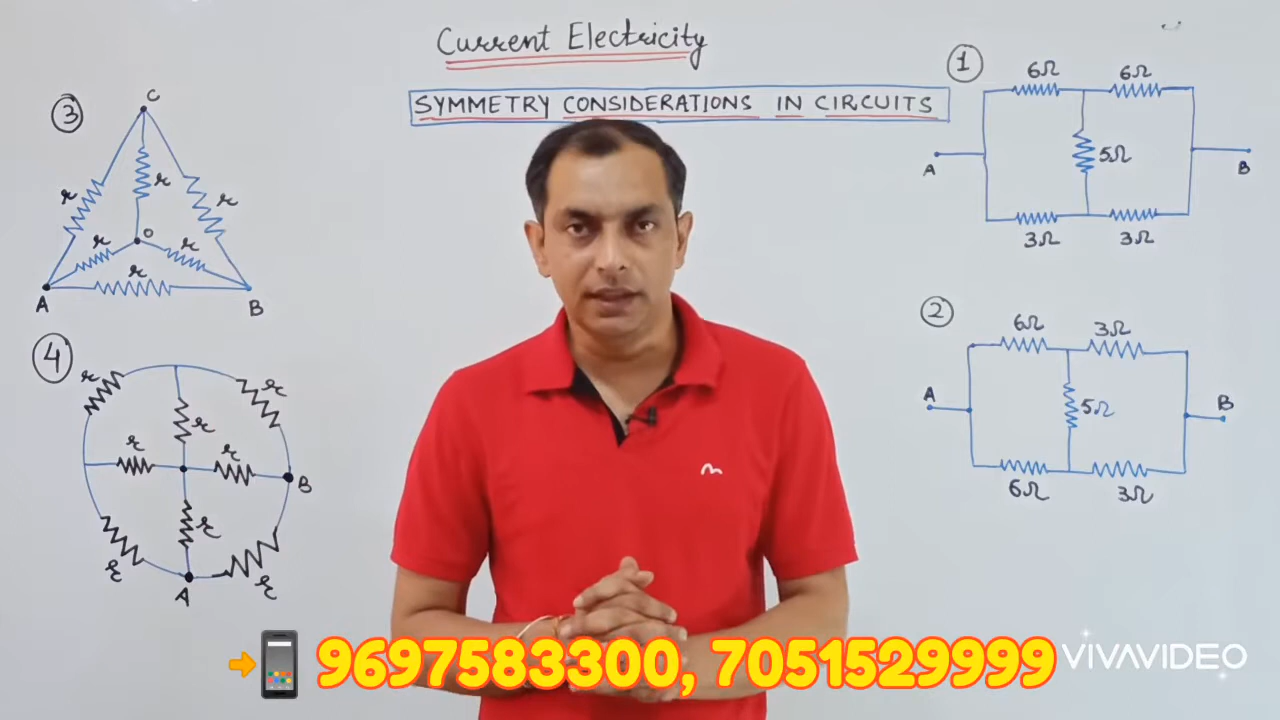 Current Electricity
SYMMETRY CONSIDERATIONS IN CIRCUITS
1
6Ω 6Ω
5Ω
A B
3Ω 3Ω
2
6Ω 3Ω
A 5Ω B
6Ω 3Ω
3
C
r r r
O
r r
r
A B
4
r r
r
r r
B
r
r r
A
9697583300, 7051529999
VIVAVIDEO